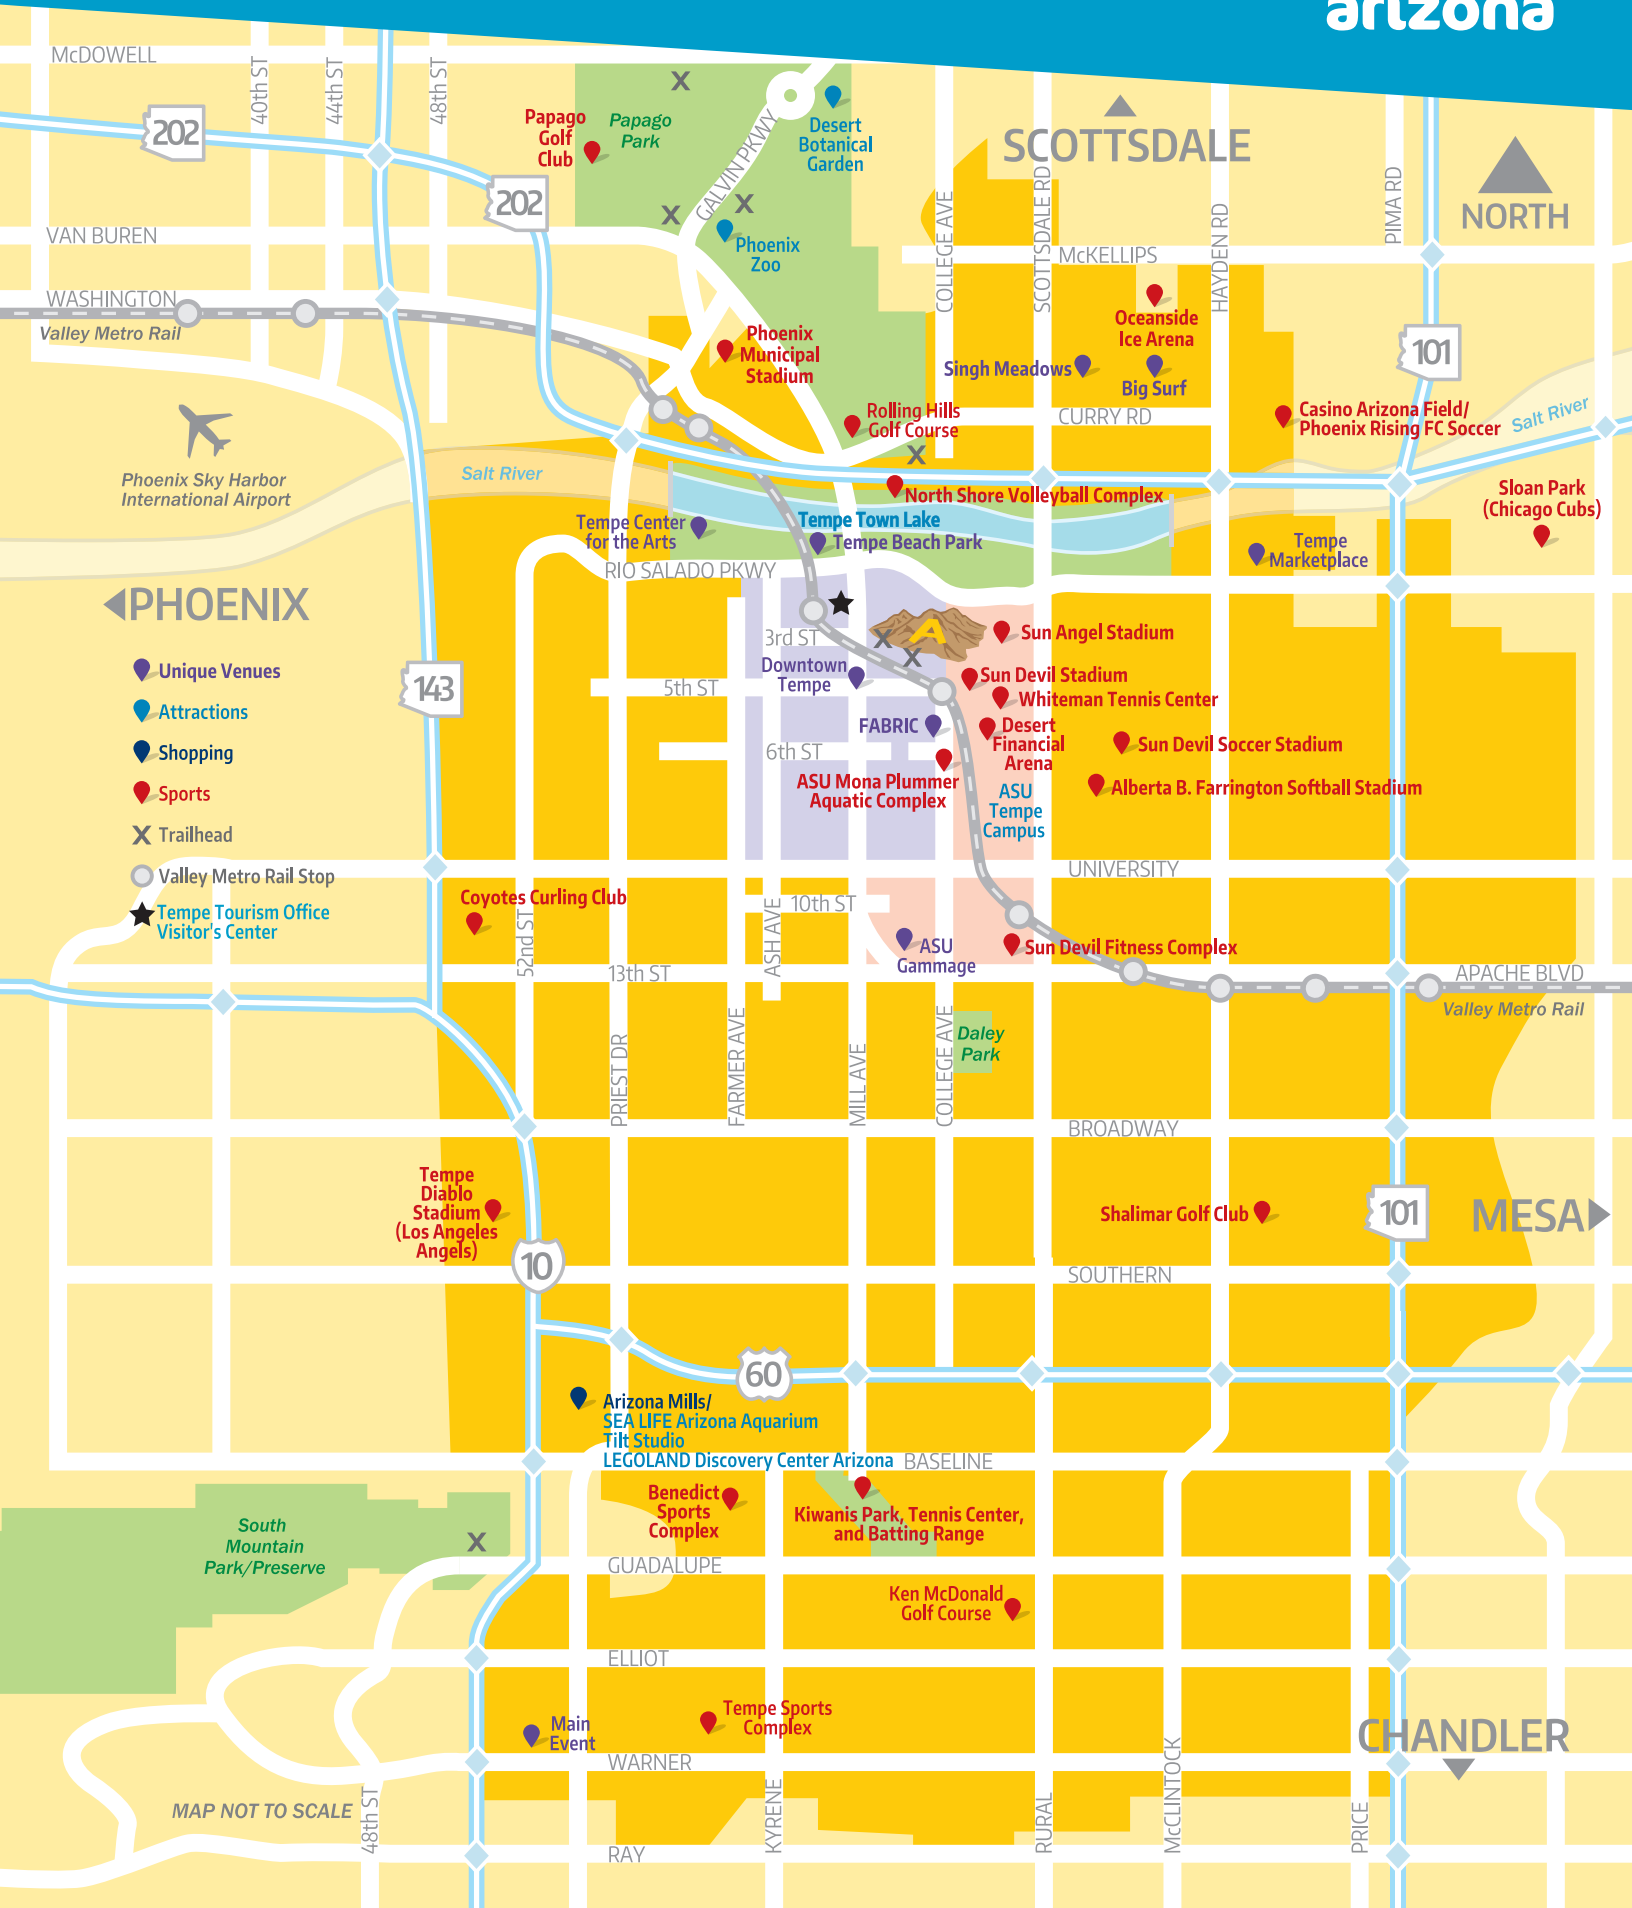 arizona
McDOWELL
40th ST
44th ST
48th ST
202
202
Papago
Golf
Club
Papago
Park
GALVIN PKWY
Desert
Botanical
Garden
SCOTTSDALE
NORTH
COLLEGE AVE
SCOTTSDALE RD
HAYDEN RD
PIMA RD
VAN BUREN
Phoenix
Zoo
McKELLIPS
WASHINGTON
Valley Metro Rail
Phoenix
Municipal
Stadium
Oceanside
Ice Arena
Singh Meadows
Big Surf
101
Rolling Hills
Golf Course
CURRY RD
Casino Arizona Field/
Phoenix Rising FC Soccer
Salt River
Phoenix Sky Harbor
International Airport
Salt River
North Shore Volleyball Complex
Sloan Park
(Chicago Cubs)
Tempe Center
for the Arts
Tempe Town Lake
Tempe Beach Park
Tempe
Marketplace
RIO SALADO PKWY
PHOENIX
3rd ST
A
Sun Angel Stadium
Downtown
Tempe
Sun Devil Stadium
Whiteman Tennis Center
5th ST
143
Unique Venues
Attractions
Shopping
Sports
X Trailhead
Valley Metro Rail Stop
Tempe Tourism Office
Visitor's Center
FABRIC
Desert
Financial
Arena
Sun Devil Soccer Stadium
6th ST
ASU Mona Plummer
Aquatic Complex
ASU
Tempe
Campus
Alberta B. Farrington Softball Stadium
UNIVERSITY
Coyotes Curling Club
52nd ST
10th ST
ASH AVE
ASU
Gammage
Sun Devil Fitness Complex
13th ST
APACHE BLVD
Valley Metro Rail
PRIEST DR
FARMER AVE
MILL AVE
COLLEGE AVE
Daley
Park
BROADWAY
Tempe
Diablo
Stadium
(Los Angeles
Angels)
10
Shalimar Golf Club
101
MESA
SOUTHERN
60
Arizona Mills/
SEA LIFE Arizona Aquarium
Tilt Studio
LEGOLAND Discovery Center Arizona
BASELINE
Benedict
Sports
Complex
Kiwanis Park, Tennis Center,
and Batting Range
South
Mountain
Park/Preserve
X
GUADALUPE
Ken McDonald
Golf Course
ELLIOT
Main
Event
Tempe Sports
Complex
CHANDLER
WARNER
MAP NOT TO SCALE
48th ST
KYRENE
RURAL
McCLINTOCK
PRICE
RAY
X
X
X
X
X
X